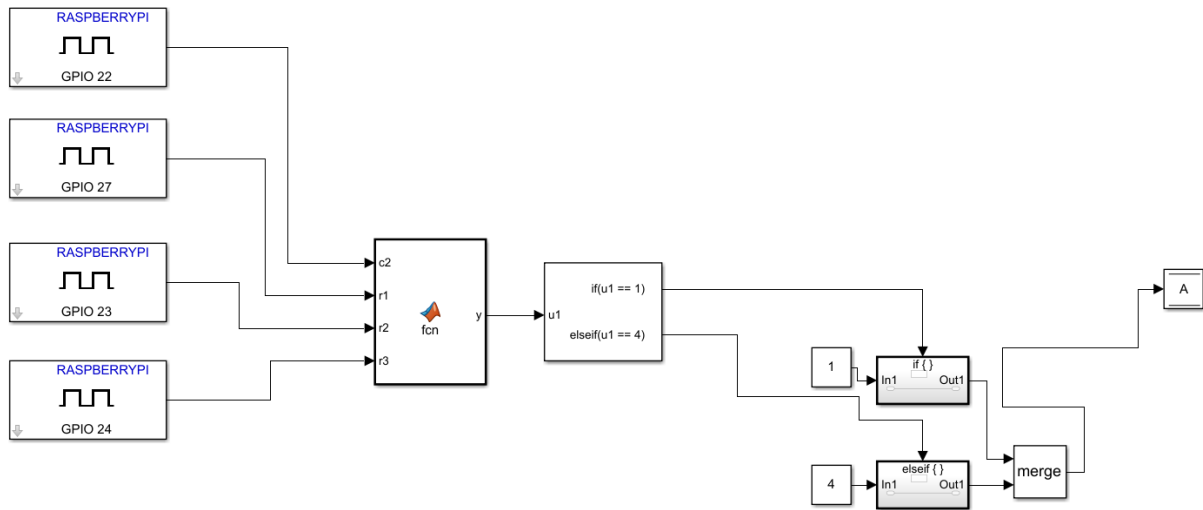 RASPBERRYPI
GPIO 22
RASPBERRYPI
GPIO 27
RASPBERRYPI
GPIO 23
RASPBERRYPI
GPIO 24
c2
r1
r2
r3
fcn
y
u1
if(u1 == 1)
elseif(u1 == 4)
1
if { }
In1
Out1
4
elseif { }
In1
Out1
merge
A